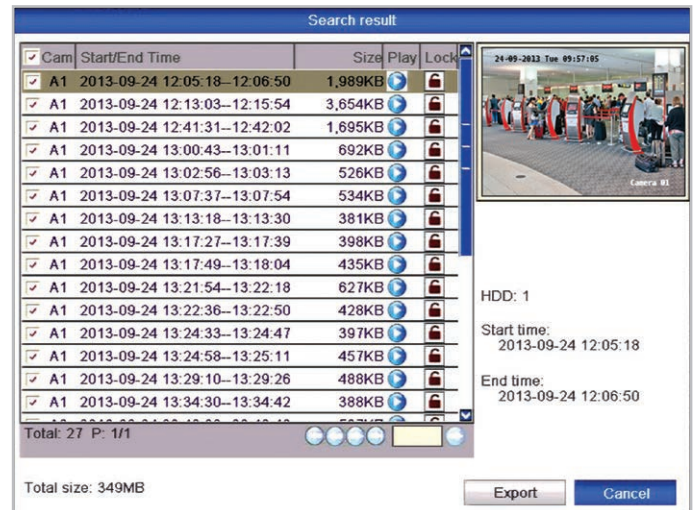 Search result
Cam Start/End Time Size Play Lock
A1 2013-09-24 12:05:18--12:06:50 1,989KB
A1 2013-09-24 12:13:03--12:15:54 3,654KB
A1 2013-09-24 12:41:31--12:42:02 1,695KB
A1 2013-09-24 13:00:43--13:01:11 692KB
A1 2013-09-24 13:02:56--13:03:13 526KB
A1 2013-09-24 13:07:37--13:07:54 534KB
A1 2013-09-24 13:13:18--13:13:30 381KB
A1 2013-09-24 13:17:27--13:17:39 398KB
A1 2013-09-24 13:17:49--13:18:04 435KB
A1 2013-09-24 13:21:54--13:22:18 627KB
A1 2013-09-24 13:22:36--13:22:50 428KB
A1 2013-09-24 13:24:33--13:24:47 397KB
A1 2013-09-24 13:24:58--13:25:11 457KB
A1 2013-09-24 13:29:10--13:29:26 488KB
A1 2013-09-24 13:34:30--13:34:42 388KB
Total: 27 P: 1/1
Total size: 349MB
24-09-2013 Tue 09:57:05
Camera 01
HDD: 1
Start time:
2013-09-24 12:05:18
End time:
2013-09-24 12:06:50
Export Cancel